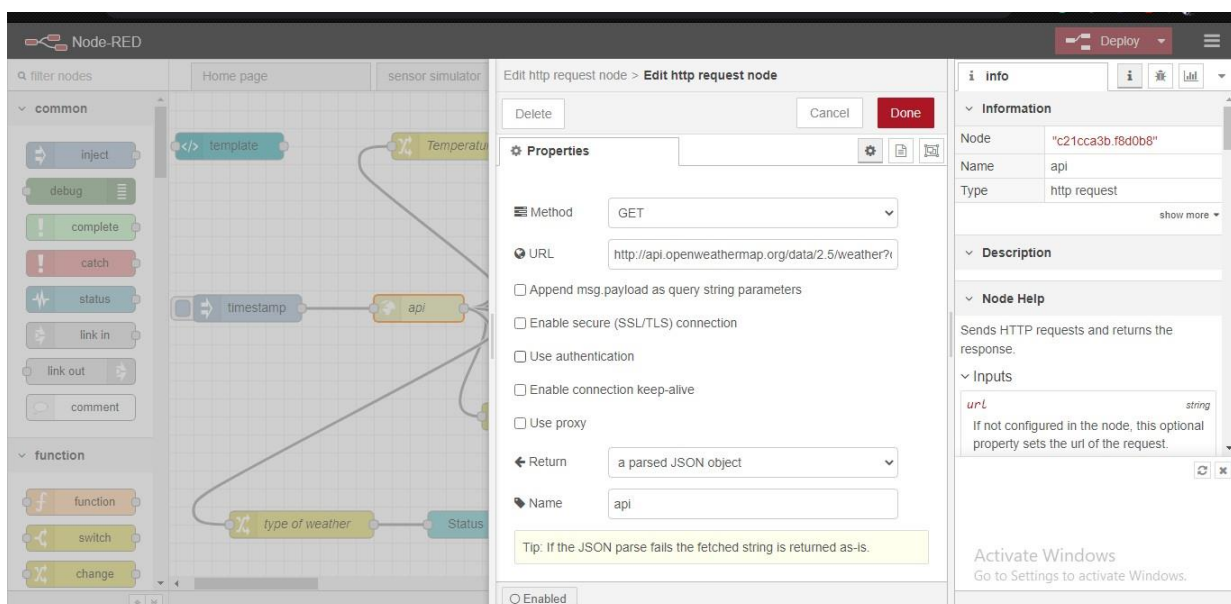 Node-RED
Deploy
filter nodes
common
inject
debug
complete
catch
status
link in
link out
comment
function
function
switch
change
Home page
sensor simulator
</> template
Temperatu
timestamp
api
type of weather
Status
Edit http request node > Edit http request node
Delete
Cancel
Done
Properties
Method
GET
URL
http://api.openweathermap.org/data/2.5/weather?
Append msg.payload as query string parameters
Enable secure (SSL/TLS) connection
Use authentication
Enable connection keep-alive
Use proxy
Return
a parsed JSON object
Name
api
Tip: If the JSON parse fails the fetched string is returned as-is.
Enabled
i info
i
Information
Node "c21cca3b.f8d0b8"
Name api
Type http request
show more
Description
Node Help
Sends HTTP requests and returns the
response.
Inputs
url string
If not configured in the node, this optional
property sets the url of the request.
Activate Windows
Go to Settings to activate Windows.